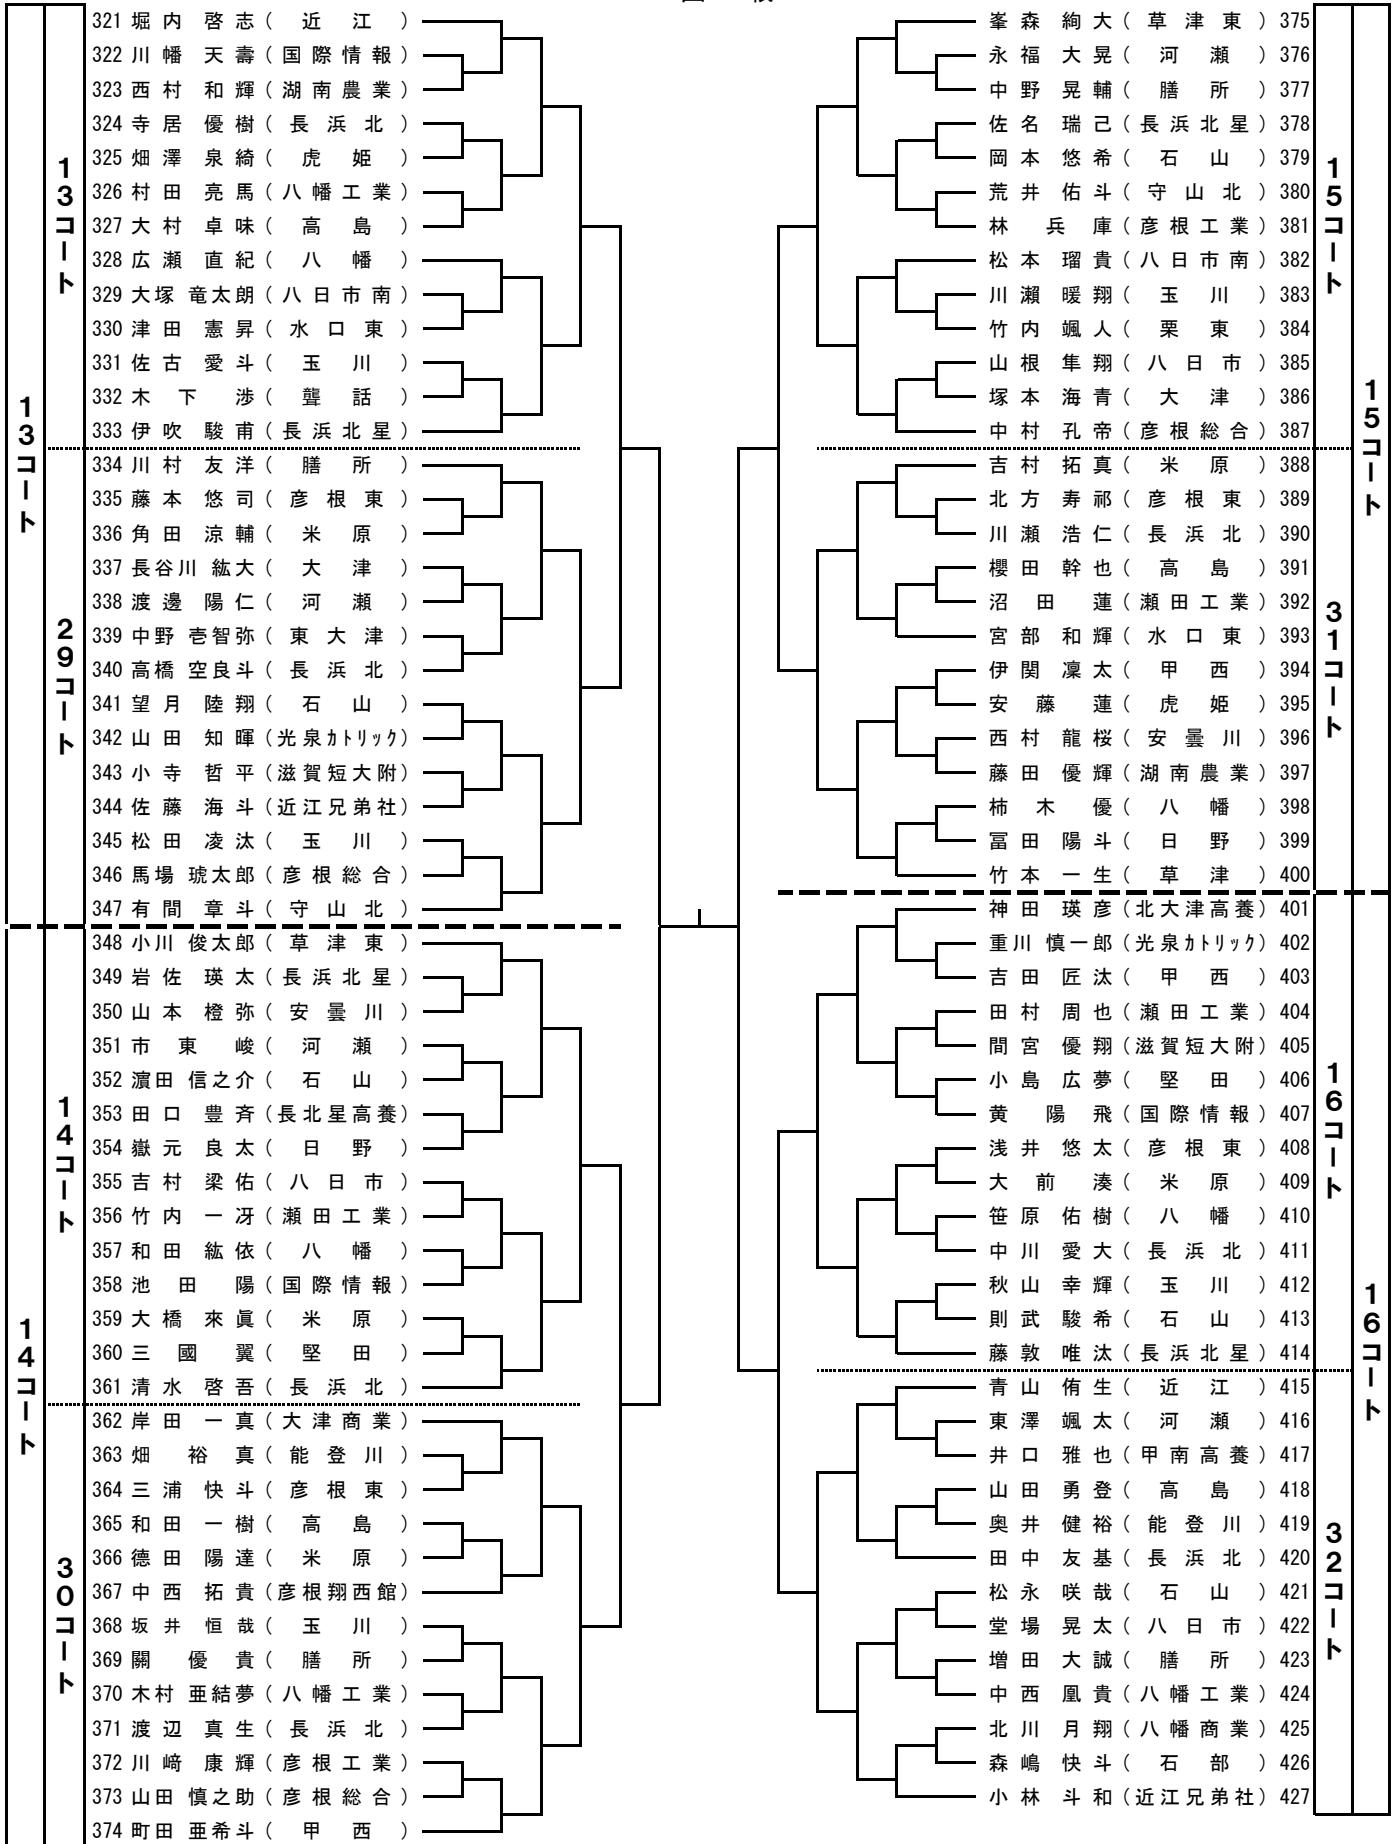 321 堀内 啓志 (近江)
322 川幡 天壽 (国際情報)
323 西村 和輝 (湖南農業)
324 寺居 優樹 (長浜北)
325 畑澤 泉綺 (虎姫)
326 村田 亮馬 (八幡工業)
327 大村 卓味 (高島)
328 広瀬 直紀 (八幡)
329 大塚 竜太朗 (八日市南)
330 津田 憲昇 (水口東)
331 佐古 愛斗 (玉川)
332 木下 渉 (聾話)
333 伊吹 駿甫 (長浜北星)
13コート
334 川村 友洋 (膳所)
335 藤本 悠司 (彦根東)
336 角田 涼輔 (米原)
337 長谷川 紘大 (大津)
338 渡邊 陽仁 (河瀬)
339 中野 壱智弥 (東大津)
340 高橋 空良斗 (長浜北)
341 望月 陸翔 (石山)
342 山田 知暉 (光泉カトリック)
343 小寺 哲平 (滋賀短大附)
344 佐藤 海斗 (近江兄弟社)
345 松田 凌汰 (玉川)
346 馬場 琥太郎 (彦根総合)
347 有間 章斗 (守山北)
29コート
13コート
348 小川 俊太郎 (草津東)
349 岩佐 瑛太 (長浜北星)
350 山本 橙弥 (安曇川)
351 市東 峻 (河瀬)
352 濵田 信之介 (石山)
353 田口 豊斉 (長北星高養)
354 嶽元 良太 (日野)
355 吉村 梁佑 (八日市)
356 竹内 一冴 (瀬田工業)
357 和田 紘依 (八幡)
358 池田 陽 (国際情報)
359 大橋 來眞 (米原)
360 三國 翼 (堅田)
361 清水 啓吾 (長浜北)
14コート
362 岸田 一真 (大津商業)
363 畑 裕真 (能登川)
364 三浦 快斗 (彦根東)
365 和田 一樹 (高島)
366 德田 陽達 (米原)
367 中西 拓貴 (彦根翔西館)
368 坂井 恒哉 (玉川)
369 關 優貴 (膳所)
370 木村 亜結夢 (八幡工業)
371 渡辺 真生 (長浜北)
372 川﨑 康輝 (彦根工業)
373 山田 慎之助 (彦根総合)
374 町田 亜希斗 (甲西)
30コート
14コート
峯森 絢大 (草津東) 375
永福 大晃 (河瀬) 376
中野 晃輔 (膳所) 377
佐名 瑞己 (長浜北星) 378
岡本 悠希 (石山) 379
荒井 佑斗 (守山北) 380
林 兵庫 (彦根工業) 381
松本 瑠貴 (八日市南) 382
川瀨 暖翔 (玉川) 383
竹内 颯人 (栗東) 384
山根 隼翔 (八日市) 385
塚本 海青 (大津) 386
中村 孔帝 (彦根総合) 387
15コート
吉村 拓真 (米原) 388
北方 寿祁 (彦根東) 389
川瀬 浩仁 (長浜北) 390
櫻田 幹也 (高島) 391
沼田 蓮 (瀬田工業) 392
宮部 和輝 (水口東) 393
伊関 凜太 (甲西) 394
安藤 蓮 (虎姫) 395
西村 龍桜 (安曇川) 396
藤田 優輝 (湖南農業) 397
柿木 優 (八幡) 398
冨田 陽斗 (日野) 399
竹本 一生 (草津) 400
31コート
15コート
神田 瑛彦 (北大津高養) 401
重川 慎一郎 (光泉カトリック) 402
吉田 匠汰 (甲西) 403
田村 周也 (瀬田工業) 404
間宮 優翔 (滋賀短大附) 405
小島 広夢 (堅田) 406
黄 陽飛 (国際情報) 407
浅井 悠太 (彦根東) 408
大前 湊 (米原) 409
笹原 佑樹 (八幡) 410
中川 愛大 (長浜北) 411
秋山 幸輝 (玉川) 412
則武 駿希 (石山) 413
藤敦 唯汰 (長浜北星) 414
16コート
青山 侑生 (近江) 415
東澤 颯太 (河瀬) 416
井口 雅也 (甲南高養) 417
山田 勇登 (高島) 418
奥井 健裕 (能登川) 419
田中 友基 (長浜北) 420
松永 咲哉 (石山) 421
堂場 晃太 (八日市) 422
増田 大誠 (膳所) 423
中西 凰貴 (八幡工業) 424
北川 月翔 (八幡商業) 425
森嶋 快斗 (石部) 426
小林 斗和 (近江兄弟社) 427
32コート
16コート